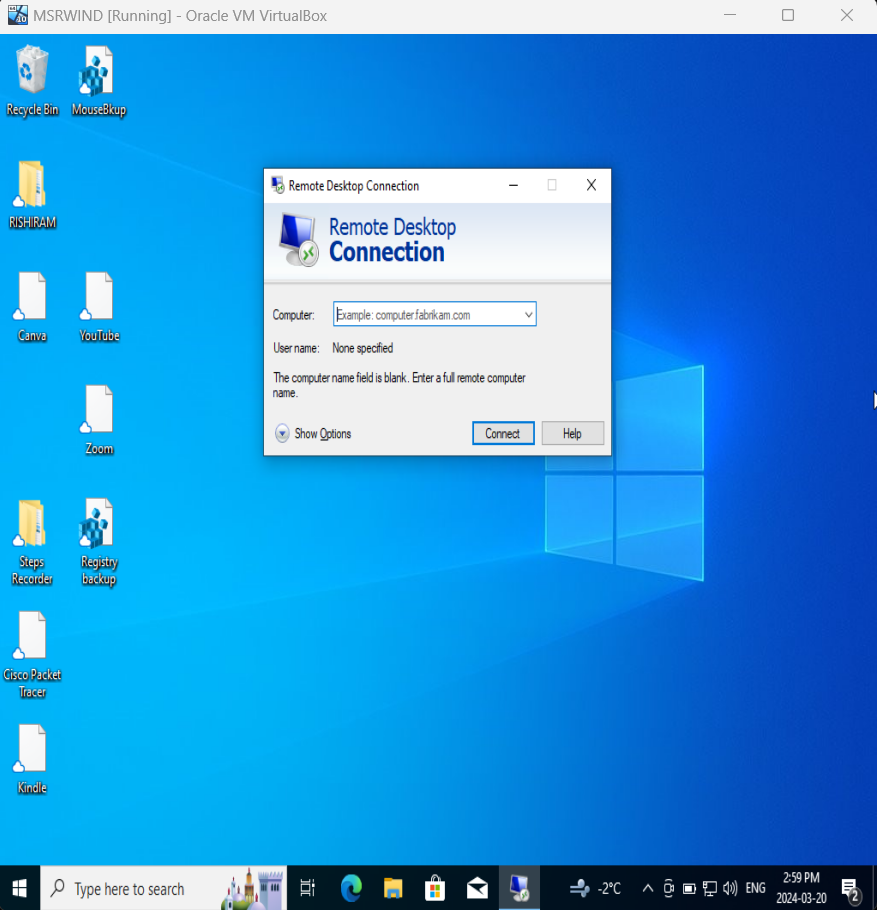 MSRWIND [Running] - Oracle VM VirtualBox
Recycle Bin
MouseBkup
RISHIRAM
Canva
YouTube
Zoom
Steps
Recorder
Registry
backup
Cisco Packet
Tracer
Kindle
Remote Desktop Connection
Remote Desktop
Connection
Computer:
Example: computer.fabrikam.com
User name: None specified
The computer name field is blank. Enter a full remote computer
name.
Show Options
Connect
Help
Type here to search
-2°C
ENG
2:59 PM
2024-03-20
2